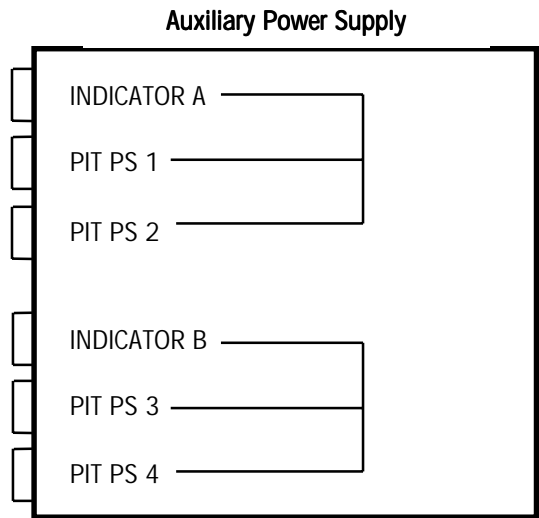 Auxiliary Power Supply
INDICATOR A
PIT PS 1
PIT PS 2
INDICATOR B
PIT PS 3
PIT PS 4